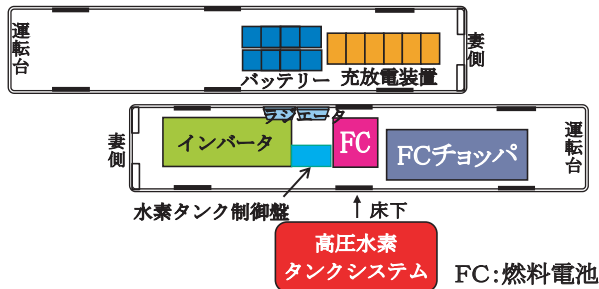 運転台
バッテリー
充放電装置
妻側
妻側
インバータ
ラジエータ
FC
FCチョッパ
運転台
水素タンク制御盤
床下
高圧水素
タンクシステム
FC:燃料電池